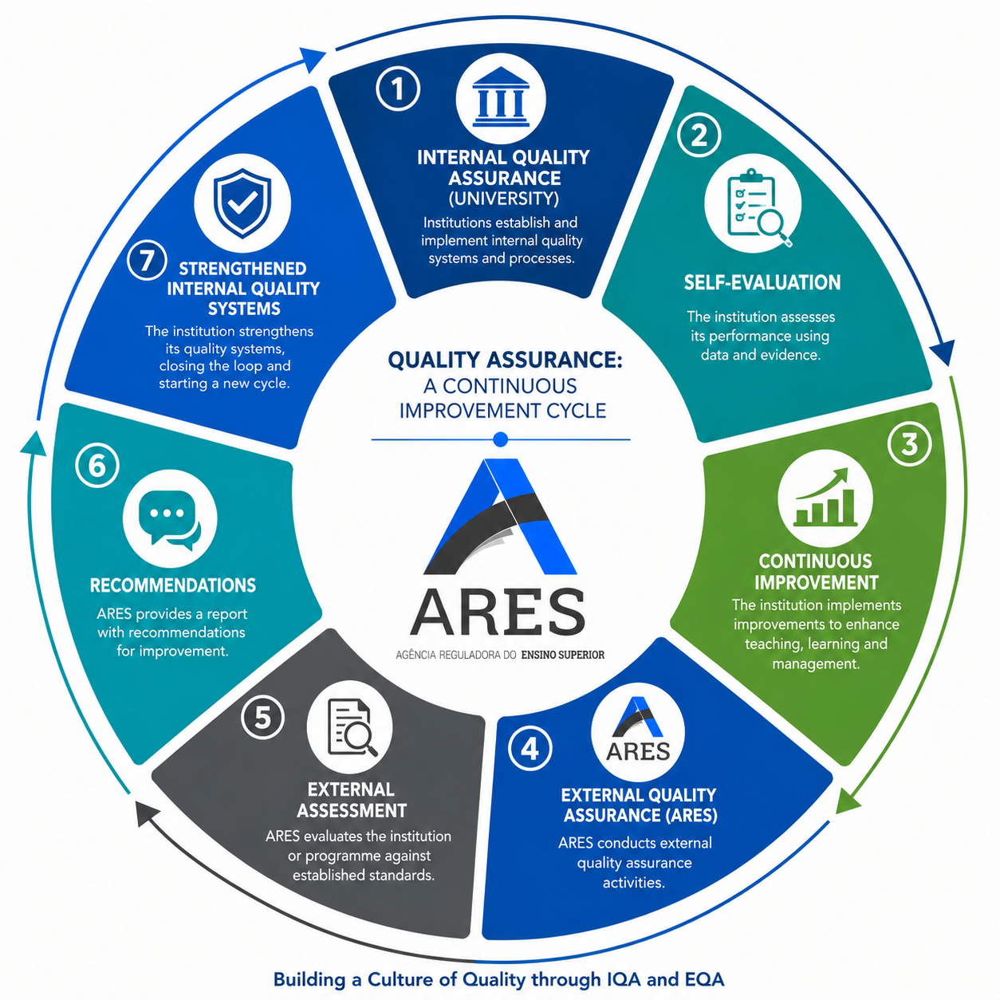 1
INTERNAL QUALITY
ASSURANCE
(UNIVERSITY)
Institutions establish and
implement internal quality
systems and processes.
2
SELF-EVALUATION
The institution assesses
its performance using
data and evidence.
3
CONTINUOUS
IMPROVEMENT
The institution implements
improvements to enhance
teaching, learning and
management.
4
ARES
EXTERNAL QUALITY
ASSURANCE (ARES)
ARES conducts external
quality assurance
activities.
5
EXTERNAL
ASSESSMENT
ARES evaluates the institution
or programme against
established standards.
6
RECOMMENDATIONS
ARES provides a report
with recommendations
for improvement.
7
STRENGTHENED
INTERNAL QUALITY
SYSTEMS
The institution strengthens
its quality systems,
closing the loop and
starting a new cycle.
QUALITY ASSURANCE:
A CONTINUOUS
IMPROVEMENT CYCLE
ARES
AGÊNCIA REGULADORA DO ENSINO SUPERIOR
Building a Culture of Quality through IQA and EQA